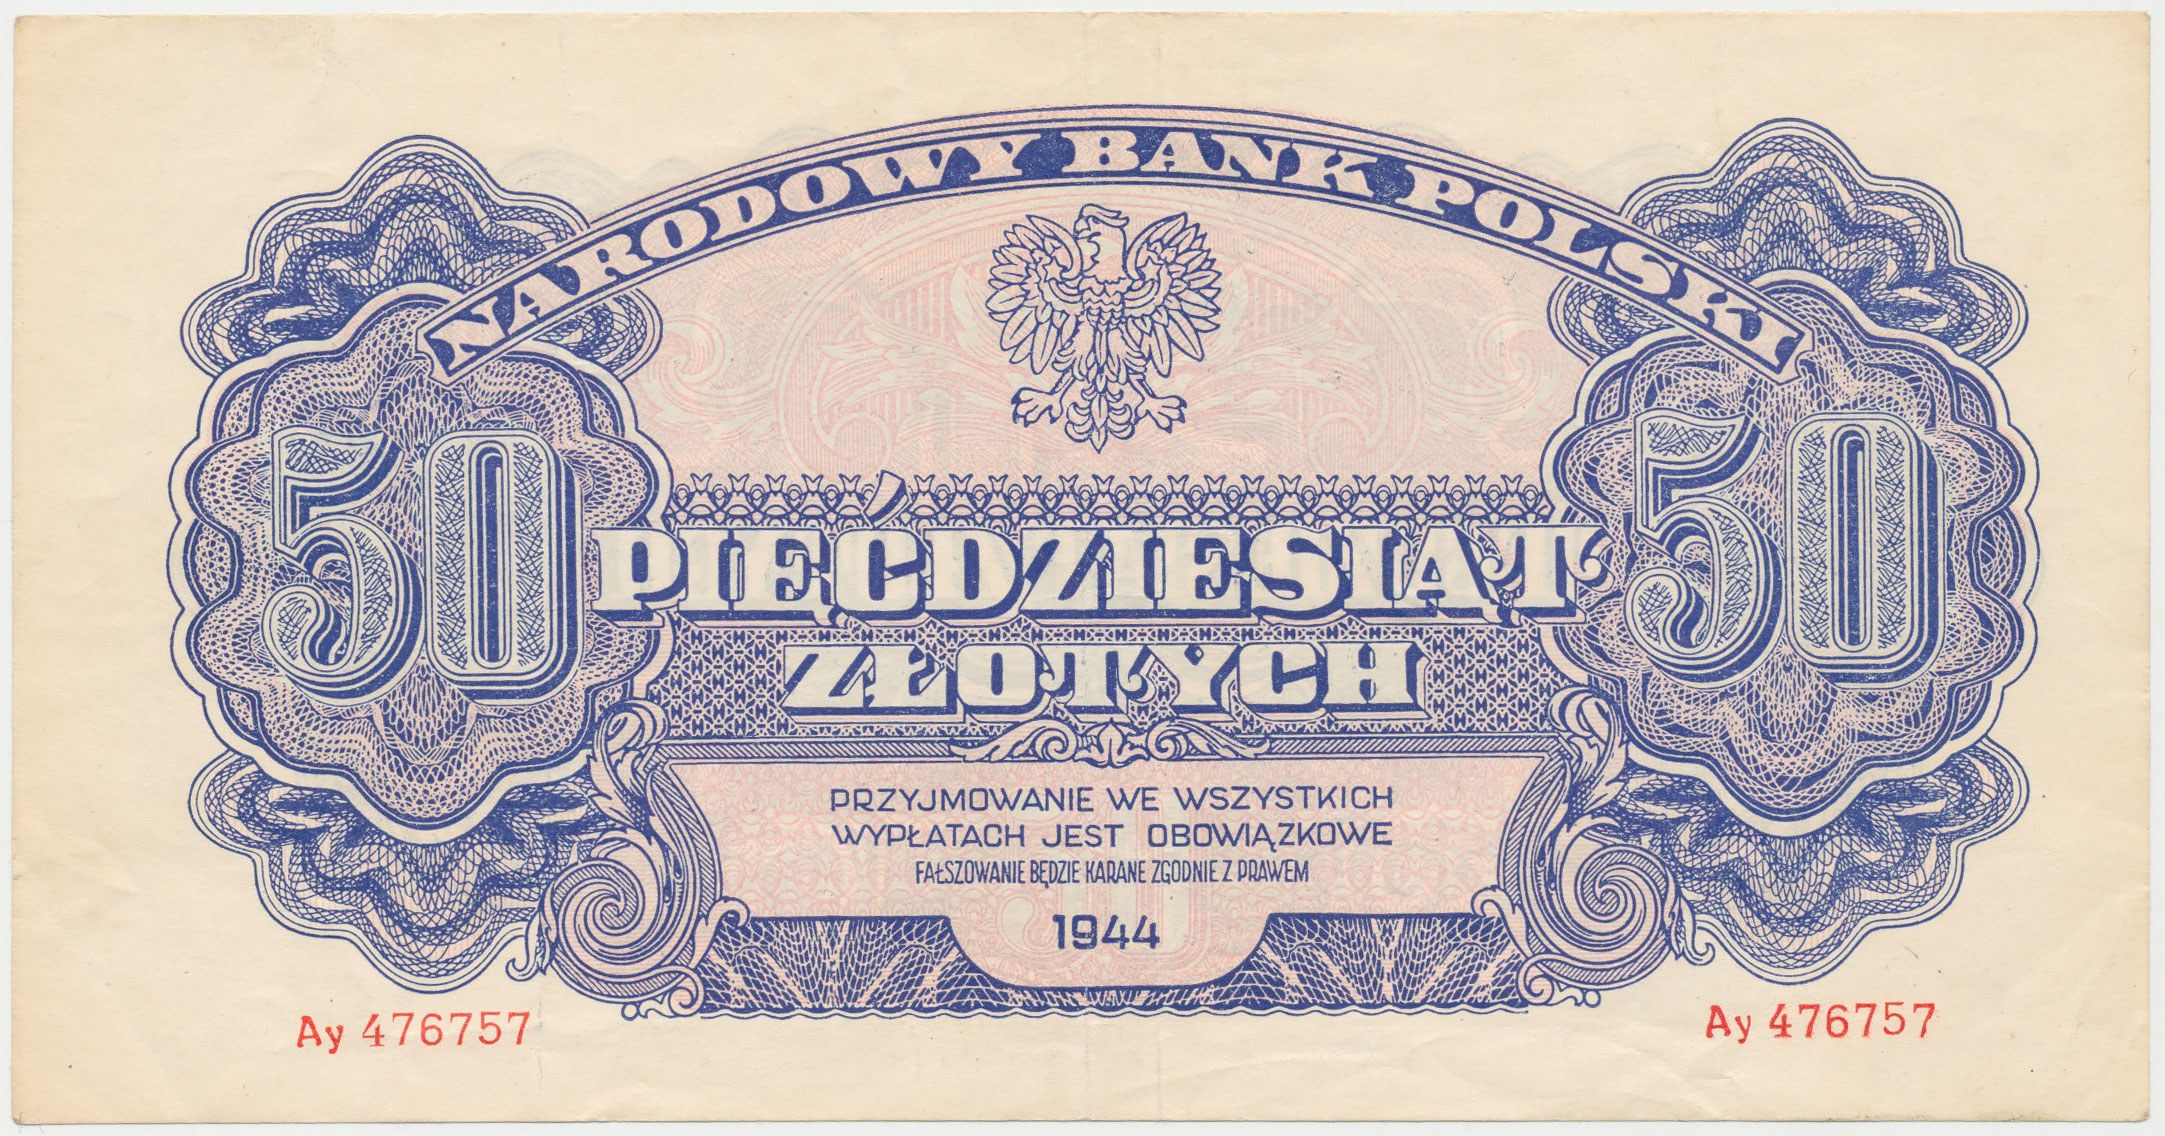 NARODOWY BANK POLSKI
50 50
PIĘĆDZIESIĄT
ZŁOTYCH
PRZYJMOWANIE WE WSZYSTKICH
WYPŁATACH JEST OBOWIĄZKOWE
FAŁSZOWANIE BĘDZIE KARANE ZGODNIE Z PRAWEM
1944
Ay 476757 Ay 476757